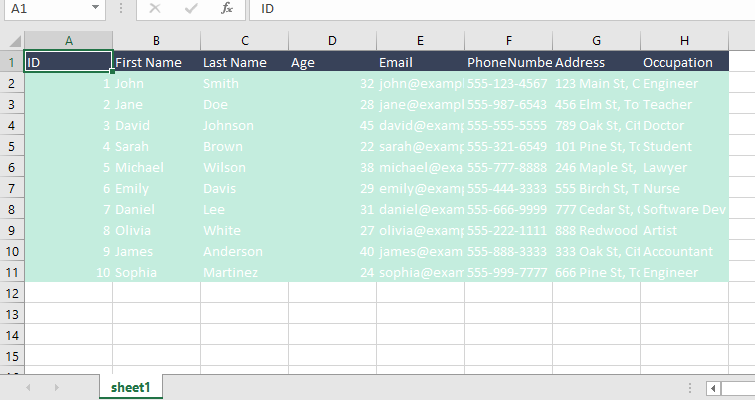 A1 fx ID
A B C D E F G H
1 ID First Name Last Name Age Email PhoneNumbe Address Occupation
2 1 John Smith 32 john@exampl 555-123-4567 123 Main St, C Engineer
3 2 Jane Doe 28 jane@examp 555-987-6543 456 Elm St, To Teacher
4 3 David Johnson 45 david@examp 555-555-5555 789 Oak St, Cit Doctor
5 4 Sarah Brown 22 sarah@examp 555-321-6549 101 Pine St, To Student
6 5 Michael Wilson 38 michael@exa 555-777-8888 246 Maple St, Lawyer
7 6 Emily Davis 29 emily@examp 555-444-3333 555 Birch St, T Nurse
8 7 Daniel Lee 31 daniel@exam 555-666-9999 777 Cedar St, Software Dev
9 8 Olivia White 27 olivia@examp 555-222-1111 888 Redwood Artist
10 9 James Anderson 40 james@exam 555-888-3333 333 Oak St, Cit Accountant
11 10 Sophia Martinez 24 sophia@exam 555-999-7777 666 Pine St, To Engineer
12
13
14
15
sheet1